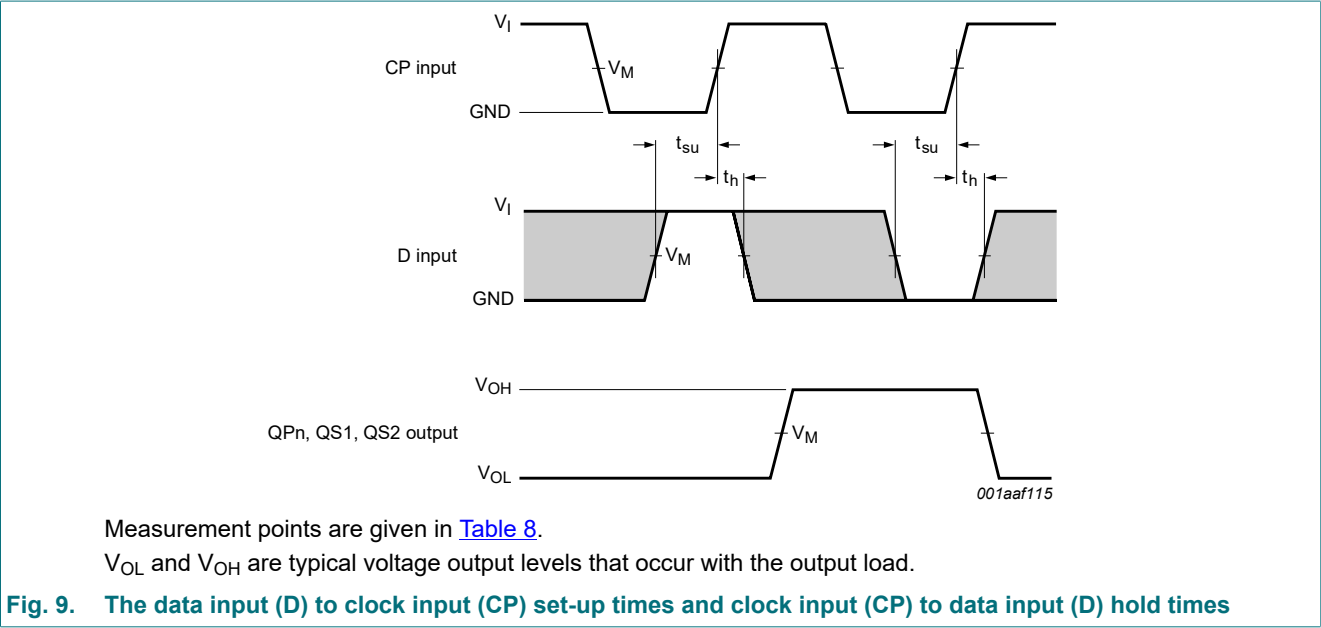 V_I
CP input
V_M
GND
t_su
t_su
t_h
t_h
V_I
D input
V_M
GND
V_OH
QPn, QS1, QS2 output
V_M
V_OL
001aaf115
Measurement points are given in Table 8.
V_OL and V_OH are typical voltage output levels that occur with the output load.
Fig. 9. The data input (D) to clock input (CP) set-up times and clock input (CP) to data input (D) hold times